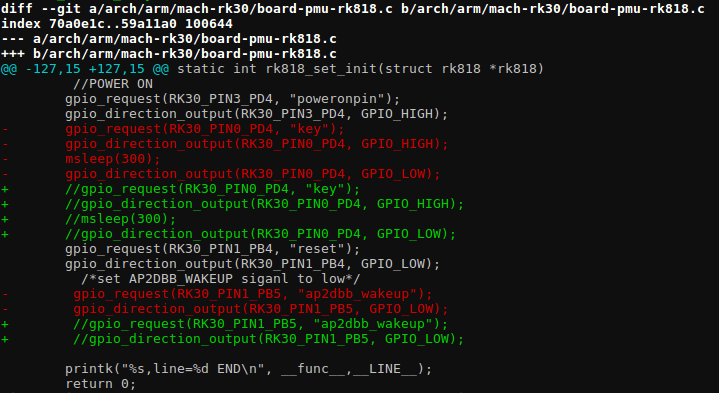 diff --git a/arch/arm/mach-rk30/board-pmu-rk818.c b/arch/arm/mach-rk30/board-pmu-rk818.c
index 70a0e1c..59a11a0 100644
--- a/arch/arm/mach-rk30/board-pmu-rk818.c
+++ b/arch/arm/mach-rk30/board-pmu-rk818.c
@@ -127,15 +127,15 @@ static int rk818_set_init(struct rk818 *rk818)
         //POWER ON
        gpio_request(RK30_PIN3_PD4, "poweronpin");
        gpio_direction_output(RK30_PIN3_PD4, GPIO_HIGH);
-       gpio_request(RK30_PIN0_PD4, "key");
-       gpio_direction_output(RK30_PIN0_PD4, GPIO_HIGH);
-       msleep(300);
-       gpio_direction_output(RK30_PIN0_PD4, GPIO_LOW);
+       //gpio_request(RK30_PIN0_PD4, "key");
+       //gpio_direction_output(RK30_PIN0_PD4, GPIO_HIGH);
+       //msleep(300);
+       //gpio_direction_output(RK30_PIN0_PD4, GPIO_LOW);
        gpio_request(RK30_PIN1_PB4, "reset");
        gpio_direction_output(RK30_PIN1_PB4, GPIO_LOW);
          /*set AP2DBB_WAKEUP siganl to low*/
-        gpio_request(RK30_PIN1_PB5, "ap2dbb_wakeup");
-        gpio_direction_output(RK30_PIN1_PB5, GPIO_LOW);
+        //gpio_request(RK30_PIN1_PB5, "ap2dbb_wakeup");
+        //gpio_direction_output(RK30_PIN1_PB5, GPIO_LOW);
        printk("%s,line=%d END\n", __func__,__LINE__);
        return 0;